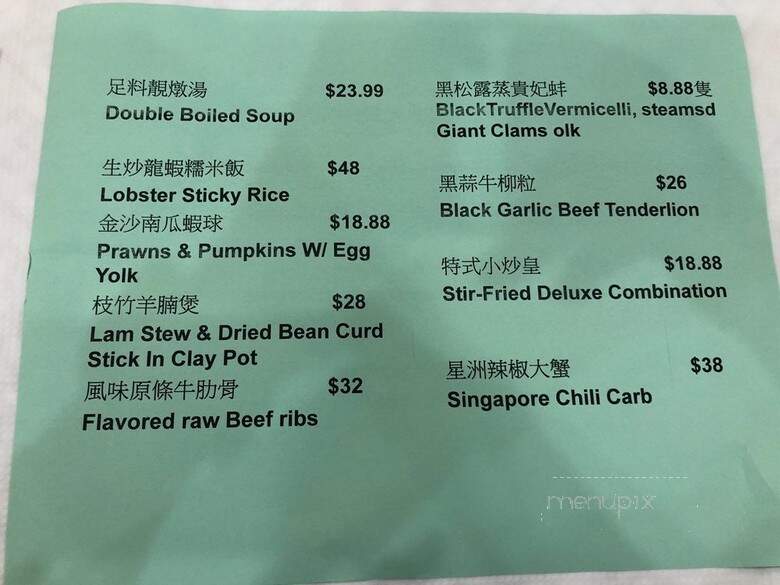 足料靚燉湯 $23.99
Double Boiled Soup
生炒龍蝦糯米飯 $48
Lobster Sticky Rice
金沙南瓜蝦球 $18.88
Prawns & Pumpkins W/ Egg
Yolk
枝竹羊腩煲 $28
Lam Stew & Dried Bean Curd
Stick In Clay Pot
風味原條牛肋骨 $32
Flavored raw Beef ribs
黑松露蒸貴妃蚌 $8.88隻
BlackTruffleVermicelli, steamsd
Giant Clams olk
黑蒜牛柳粒 $26
Black Garlic Beef Tenderlion
特式小炒皇 $18.88
Stir-Fried Deluxe Combination
星洲辣椒大蟹 $38
Singapore Chili Carb
menupix